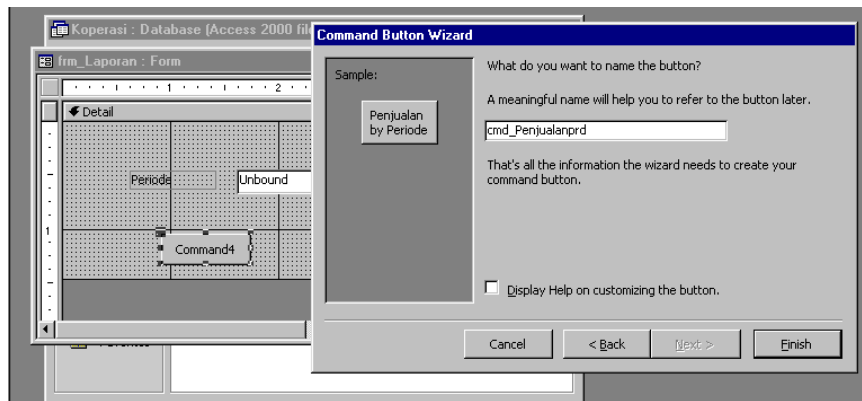 Koperasi : Database (Access 2000 fil
frm_Laporan : Form
1
2
Detail
Periode
Unbound
1
Command4
Command Button Wizard
Sample:
Penjualan
by Periode
What do you want to name the button?
A meaningful name will help you to refer to the button later.
cmd_Penjualanprd
That's all the information the wizard needs to create your
command button.
Display Help on customizing the button.
Cancel
< Back
Next >
Finish